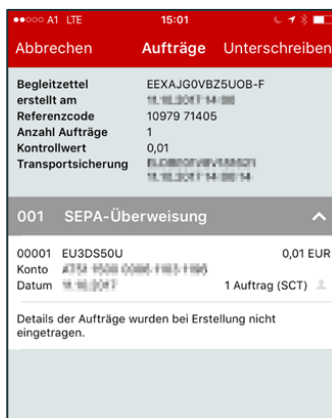 A1 LTE 15:01
Abbrechen Aufträge Unterschreiben
Begleitzettel EEXAJG0VBZ5UOB-F
erstellt am
Referenzcode 10979 71405
Anzahl Aufträge 1
Kontrollwert 0,01
Transportsicherung
001 SEPA-Überweisung
00001 EU3DS50U 0,01 EUR
Konto
Datum 1 Auftrag (SCT)
Details der Aufträge wurden bei Erstellung nicht
eingetragen.